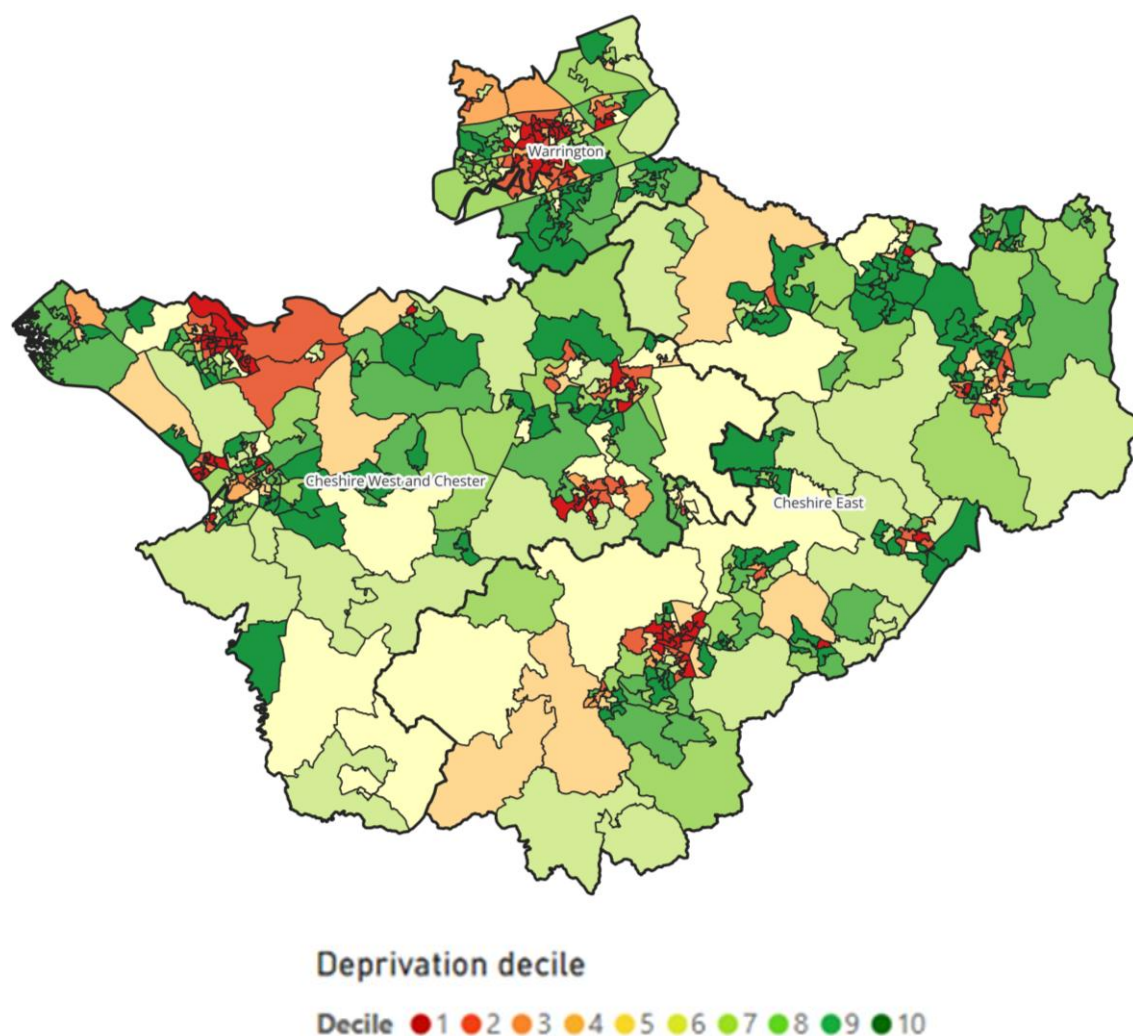 Warrington
Cheshire West and Chester
Cheshire East
Deprivation decile
Decile 1 2 3 4 5 6 7 8 9 10